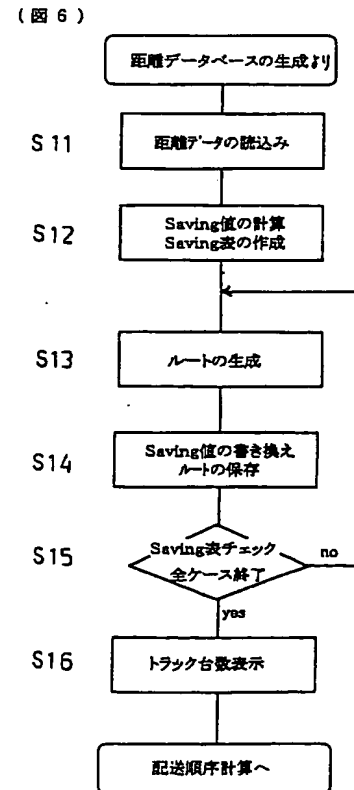 (図6)
距離データベースの生成より
S11
距離データの読込み
S12
Saving値の計算
Saving表の作成
S13
ルートの生成
S14
Saving値の書き換え
ルートの保存
S15
Saving表チェック
全ケース終了
no
yes
S16
トラック台数表示
配送順序計算へ